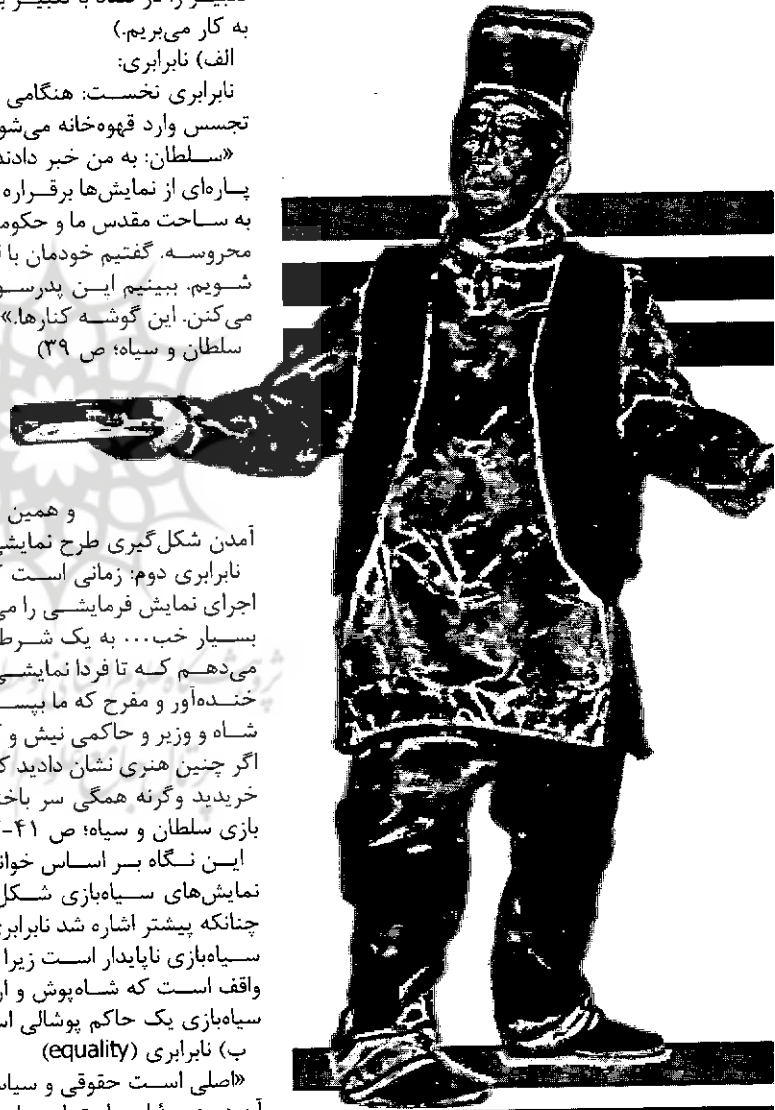 به کار می‌بریم.)
الف) نابرابری:
نابرابری نخست: هنگامی
تجسس وارد قهوه‌خانه می‌شو
«سلطان: به من خبر دادند
پاره‌ای از نمایش‌ها برقراره
به ساحت مقدس ما و حکوم
محروسه. گفتیم خودمان با
شویم. ببینیم این پدرسو
می‌کنن. این گوشه کنارها.»
سلطان و سیاه؛ ص ۳۹)
و همین
آمدن شکل‌گیری طرح نمایشی
نابرابری دوم: زمانی است
اجرای نمایش فرمایشی را می
بسیار خب... به یک شرط
می‌دهم که تا فردا نمایشی
خنده‌آور و مفرح که ما بپس
شاه و وزیر و حاکمی نیش و
اگر چنین هنری نشان دادید ک
خریدید وگرنه همگی سر باخ
بازی سلطان و سیاه؛ ص ۴۱-
این نگاه بر اساس خوان
نمایش‌های سیاه‌بازی شکل
چنانکه پیشتر اشاره شد نابرابری
سیاه‌بازی ناپایدار است زیرا
واقف است که شاه‌پوش و ار
سیاه‌بازی یک حاکم پوشالی اس
ب) نابرابری (equality)
«اصلی است حقوقی و سیاس